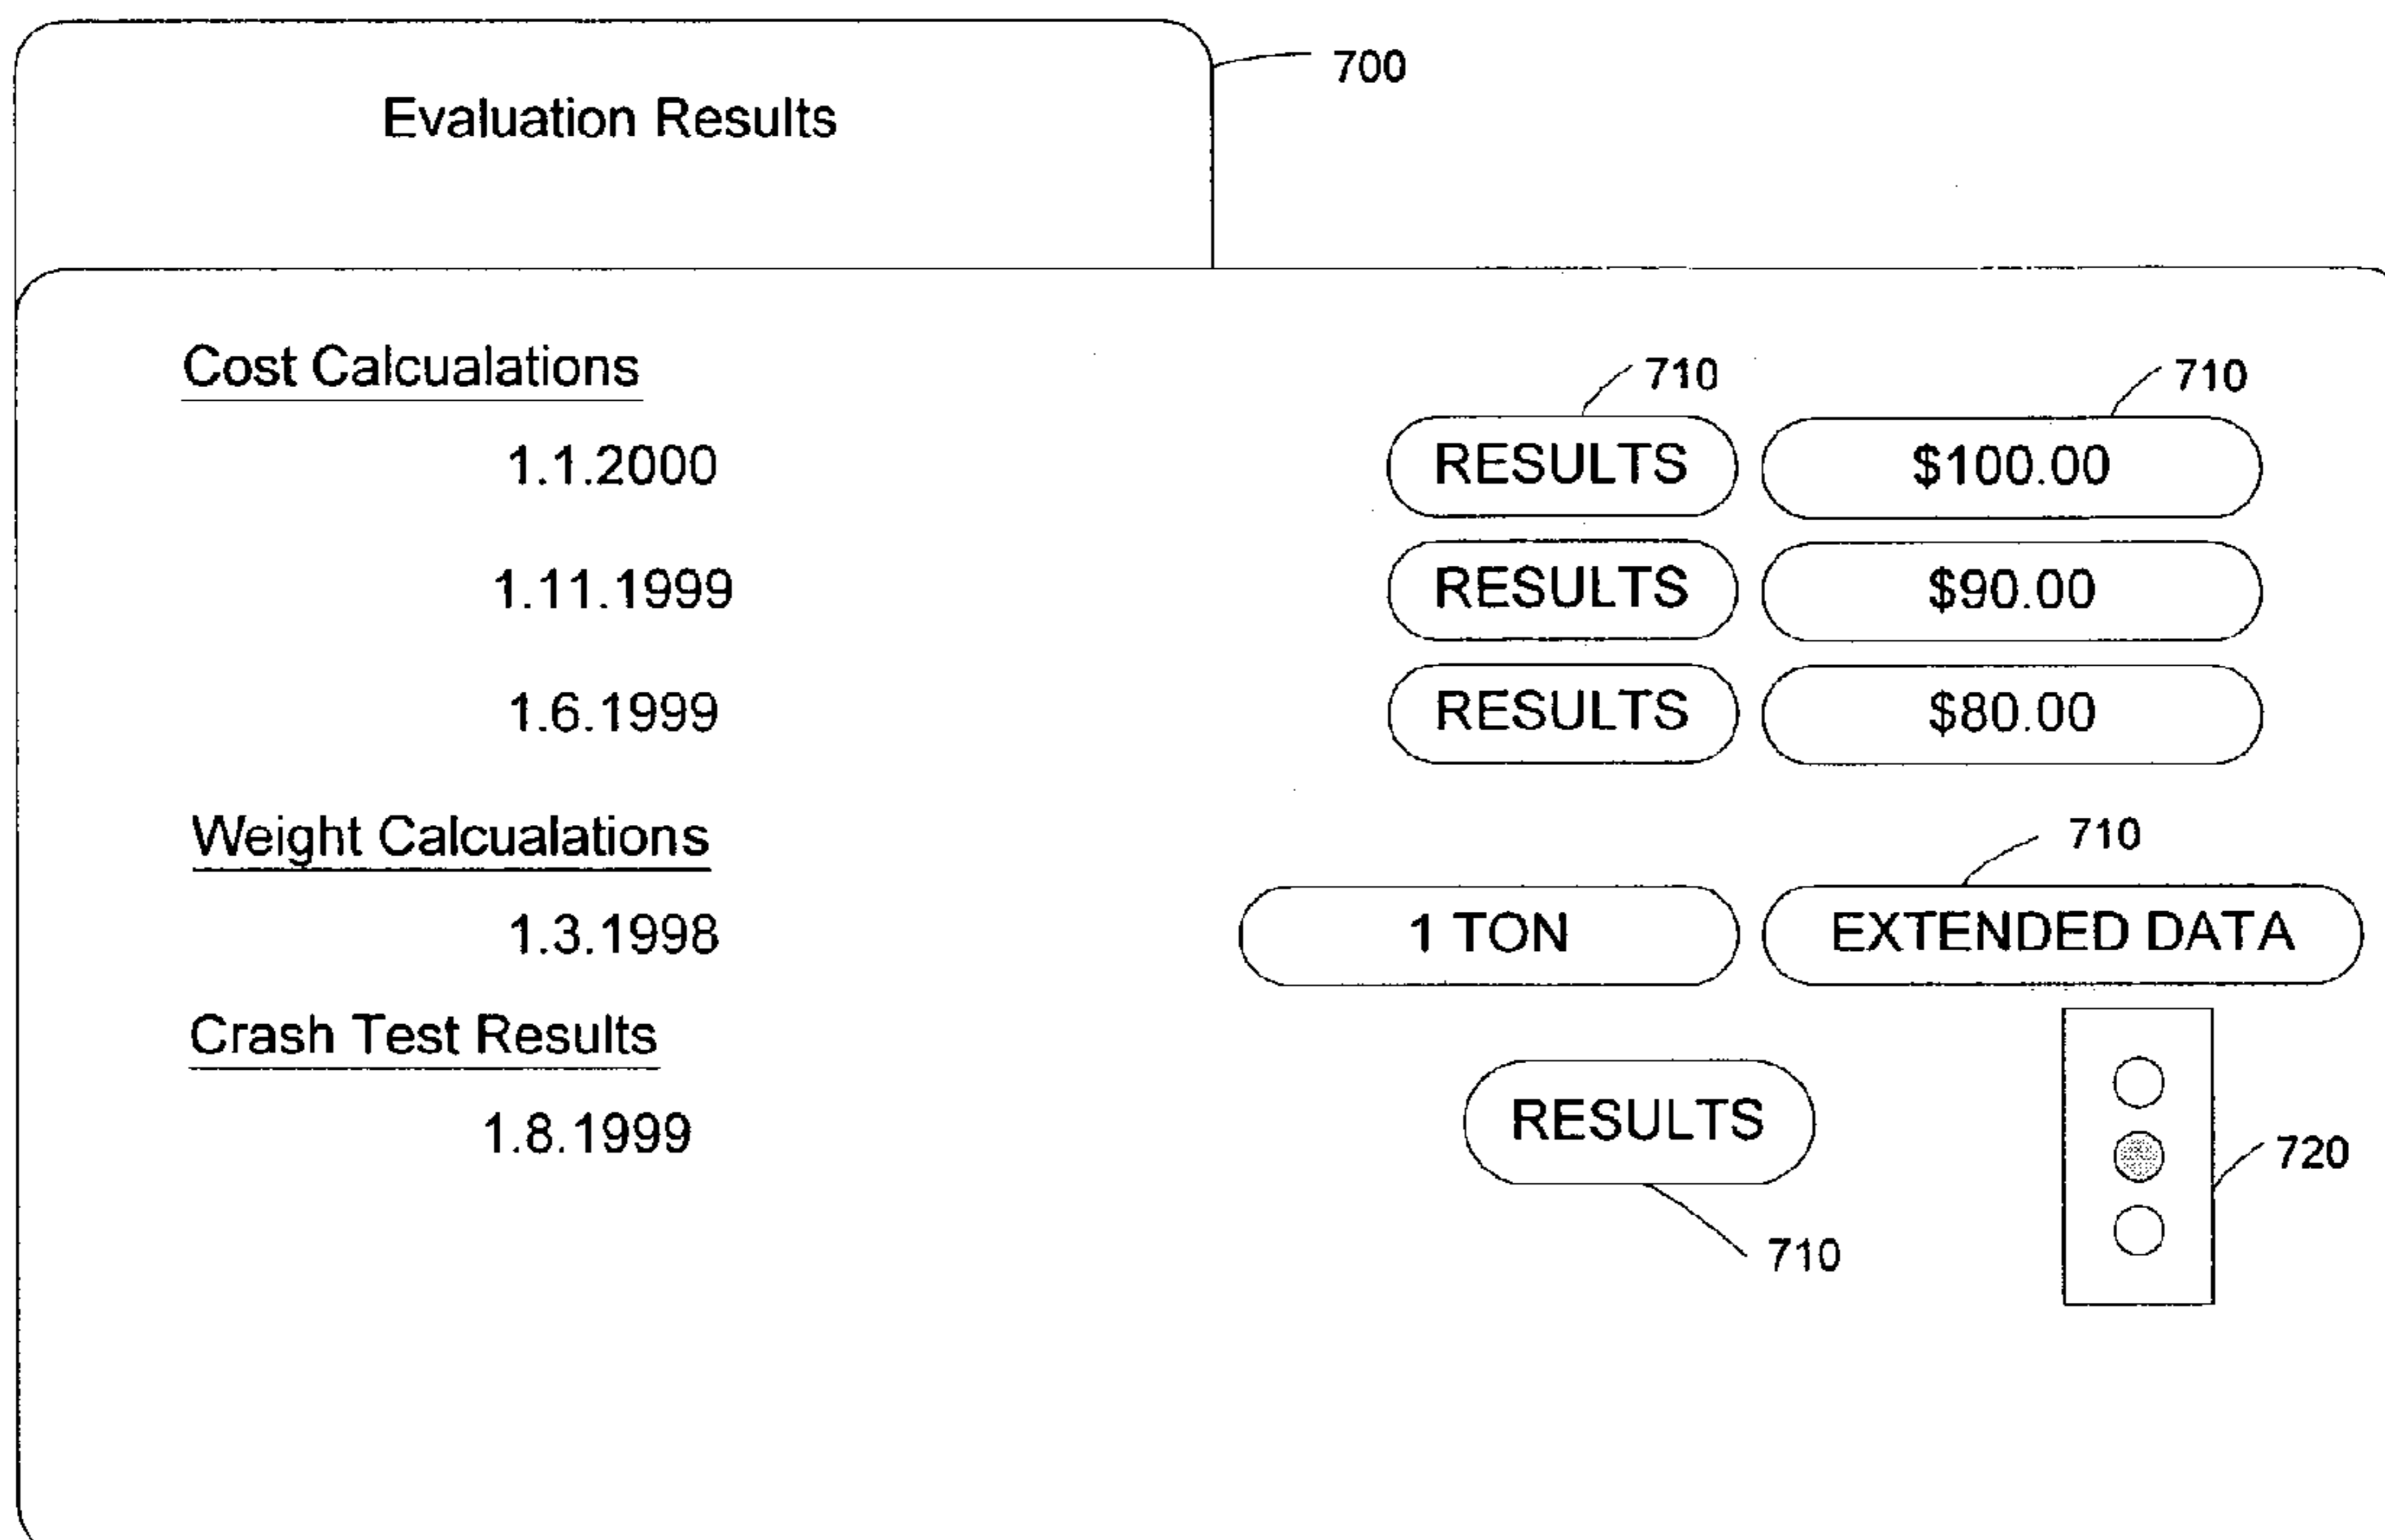 700
Evaluation Results
Cost Calcualations
710 710
1.1.2000 RESULTS $100.00
1.11.1999 RESULTS $90.00
1.6.1999 RESULTS $80.00
Weight Calcualations 710
1.3.1998 1 TON EXTENDED DATA
Crash Test Results
1.8.1999 RESULTS 720
710